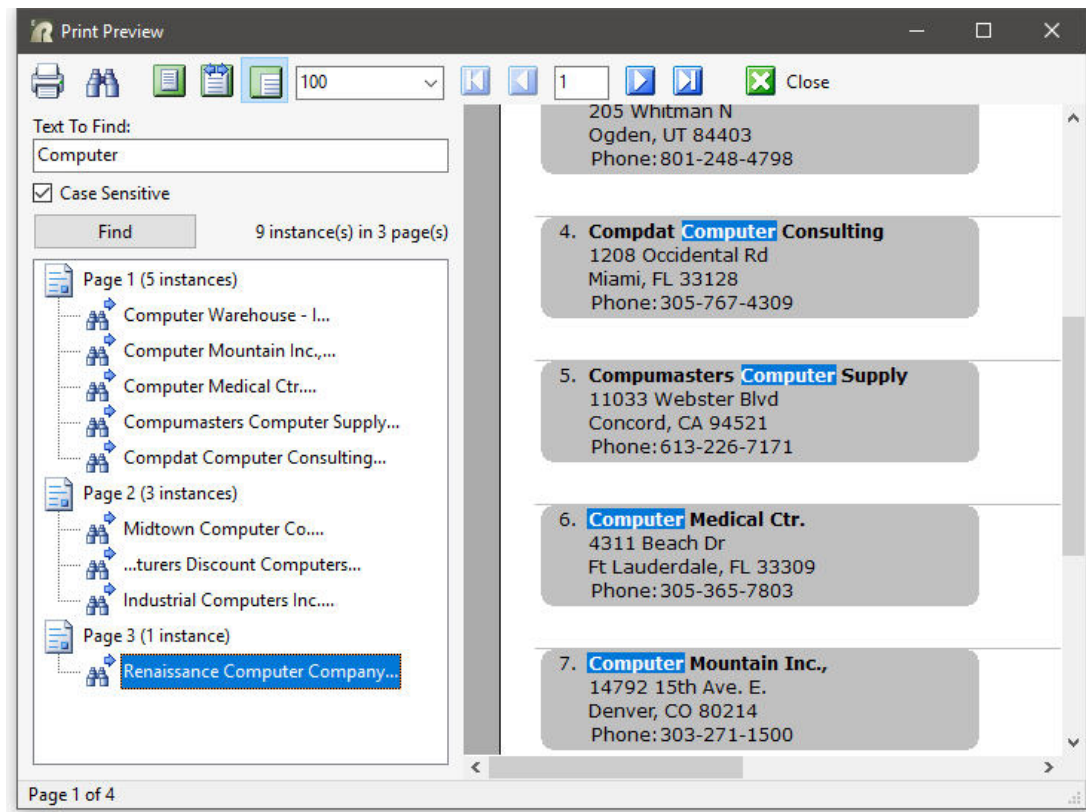 Print Preview
100
1
Close
Text To Find:
Computer
Case Sensitive
Find
9 instance(s) in 3 page(s)
Page 1 (5 instances)
Computer Warehouse - I...
Computer Mountain Inc.,...
Computer Medical Ctr....
Compumasters Computer Supply...
Compdat Computer Consulting...
Page 2 (3 instances)
Midtown Computer Co....
...turers Discount Computers...
Industrial Computers Inc....
Page 3 (1 instance)
Renaissance Computer Company...
205 Whitman N
Ogden, UT 84403
Phone: 801-248-4798
4. Compdat Computer Consulting
1208 Occidental Rd
Miami, FL 33128
Phone: 305-767-4309
5. Compumasters Computer Supply
11033 Webster Blvd
Concord, CA 94521
Phone: 613-226-7171
6. Computer Medical Ctr.
4311 Beach Dr
Ft Lauderdale, FL 33309
Phone: 305-365-7803
7. Computer Mountain Inc.,
14792 15th Ave. E.
Denver, CO 80214
Phone: 303-271-1500
Page 1 of 4